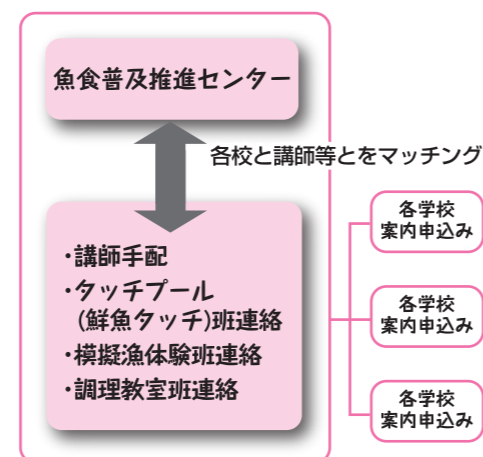 魚食普及推進センター
各校と講師等とをマッチング
・講師手配
・タッチプール
(鮮魚タッチ)班連絡
・模擬漁体験班連絡
・調理教室班連絡
各学校
案内申込み
各学校
案内申込み
各学校
案内申込み